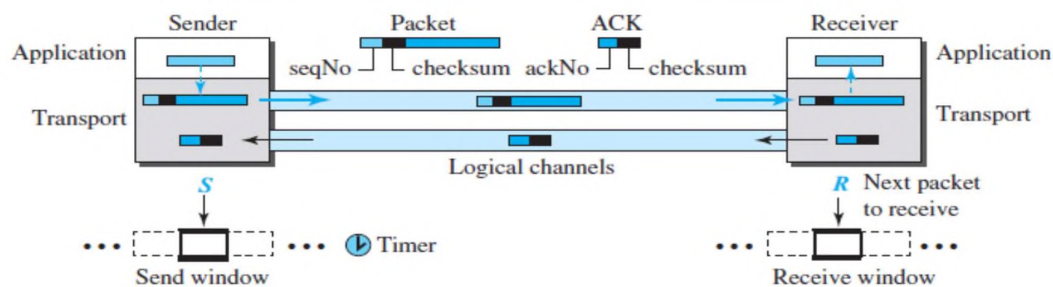 Sender Packet ACK Receiver
Application Application
seqNo checksum ackNo checksum
Transport Transport
Logical channels
S R Next packet
to receive
••• ••• Timer ••• •••
Send window Receive window